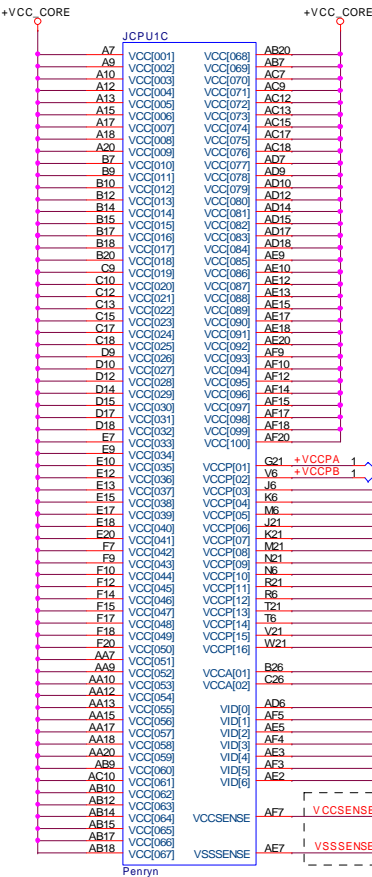 +VCC_CORE +VCC_CORE
JCPU1C
A7 VCC[001] VCC[068] AB20
A9 VCC[002] VCC[069] AB7
A10 VCC[003] VCC[070] AC7
A12 VCC[004] VCC[071] AC9
A13 VCC[005] VCC[072] AC12
A15 VCC[006] VCC[073] AC13
A17 VCC[007] VCC[074] AC15
A18 VCC[008] VCC[075] AC17
A20 VCC[009] VCC[076] AC18
B7 VCC[010] VCC[077] AD7
B9 VCC[011] VCC[078] AD9
B10 VCC[012] VCC[079] AD10
B12 VCC[013] VCC[080] AD12
B14 VCC[014] VCC[081] AD14
B15 VCC[015] VCC[082] AD15
B17 VCC[016] VCC[083] AD17
B18 VCC[017] VCC[084] AD18
B20 VCC[018] VCC[085] AE9
C9 VCC[019] VCC[086] AE10
C10 VCC[020] VCC[087] AE12
C12 VCC[021] VCC[088] AE13
C13 VCC[022] VCC[089] AE15
C15 VCC[023] VCC[090] AE17
C17 VCC[024] VCC[091] AE18
C18 VCC[025] VCC[092] AE20
D9 VCC[026] VCC[093] AF9
D10 VCC[027] VCC[094] AF10
D12 VCC[028] VCC[095] AF12
D14 VCC[029] VCC[096] AF14
D15 VCC[030] VCC[097] AF15
D17 VCC[031] VCC[098] AF17
D18 VCC[032] VCC[099] AF18
E7 VCC[033] VCC[100] AF20
E9 VCC[034]
E10 VCC[035] VCCP[01] G21 +VCCPA 1
E12 VCC[036] VCCP[02] V6 +VCCPB 1
E13 VCC[037] VCCP[03] J6
E15 VCC[038] VCCP[04] K6
E17 VCC[039] VCCP[05] M6
E18 VCC[040] VCCP[06] J21
E20 VCC[041] VCCP[07] K21
F7 VCC[042] VCCP[08] M21
F9 VCC[043] VCCP[09] N21
F10 VCC[044] VCCP[10] N6
F12 VCC[045] VCCP[11] R21
F14 VCC[046] VCCP[12] R6
F15 VCC[047] VCCP[13] T21
F17 VCC[048] VCCP[14] T6
F18 VCC[049] VCCP[15] V21
F20 VCC[050] VCCP[16] W21
AA7 VCC[051]
AA9 VCC[052] VCCA[01] B26
AA10 VCC[053] VCCA[02] C26
AA12 VCC[054]
AA13 VCC[055] VID[0] AD6
AA15 VCC[056] VID[1] AF5
AA17 VCC[057] VID[2] AE5
AA18 VCC[058] VID[3] AF4
AA20 VCC[059] VID[4] AE3
AB9 VCC[060] VID[5] AF3
AC10 VCC[061] VID[6] AE2
AB10 VCC[062]
AB12 VCC[063]
AB14 VCC[064] VCCSENSE AF7 VCCSENSE
AB15 VCC[065]
AB17 VCC[066]
AB18 VCC[067] VSSSENSE AE7 VSSSENSE
Penryn